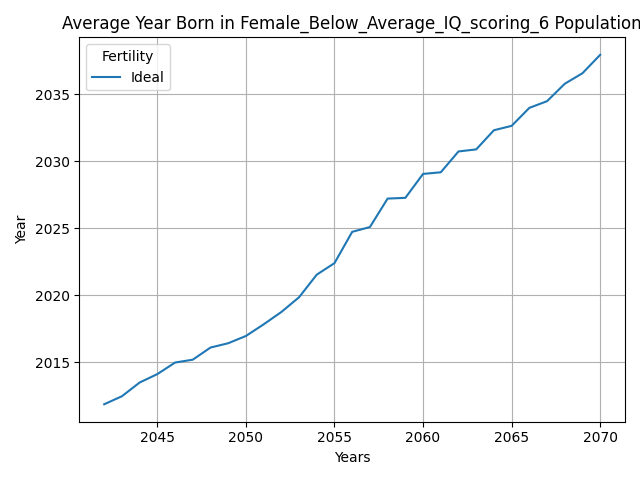 Average Year Born in Female_Below_Average_IQ_scoring_6 Population
Fertility
Ideal
2035
2030
2025
2020
2015
Year
2045 2050 2055 2060 2065 2070
Years